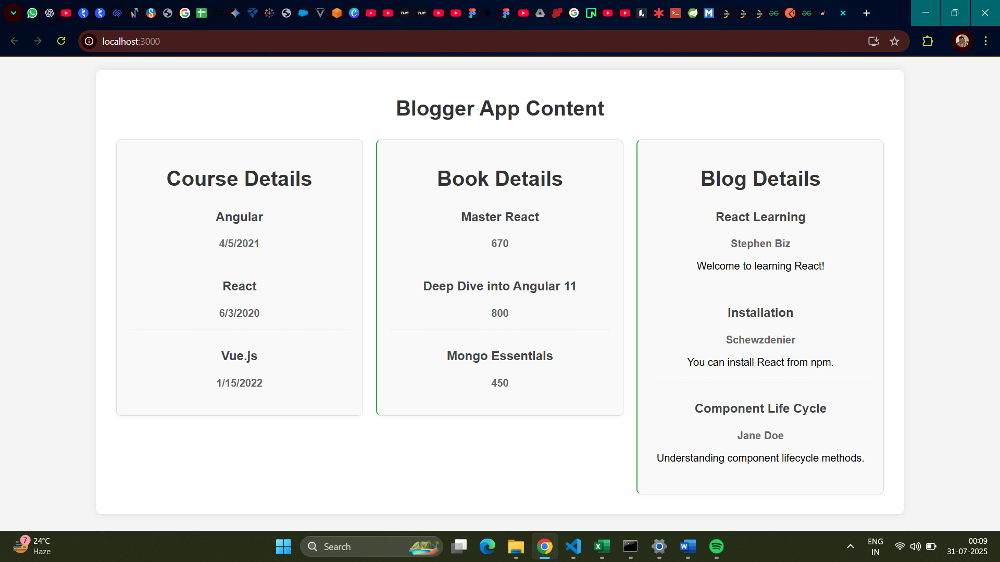 localhost:3000
Blogger App Content
Course Details
Angular
4/5/2021
React
6/3/2020
Vue.js
1/15/2022
Book Details
Master React
670
Deep Dive into Angular 11
800
Mongo Essentials
450
Blog Details
React Learning
Stephen Biz
Welcome to learning React!
Installation
Schewzdenier
You can install React from npm.
Component Life Cycle
Jane Doe
Understanding component lifecycle methods.
7
24°C
Haze
Search
ENG
IN
00:09
31-07-2025